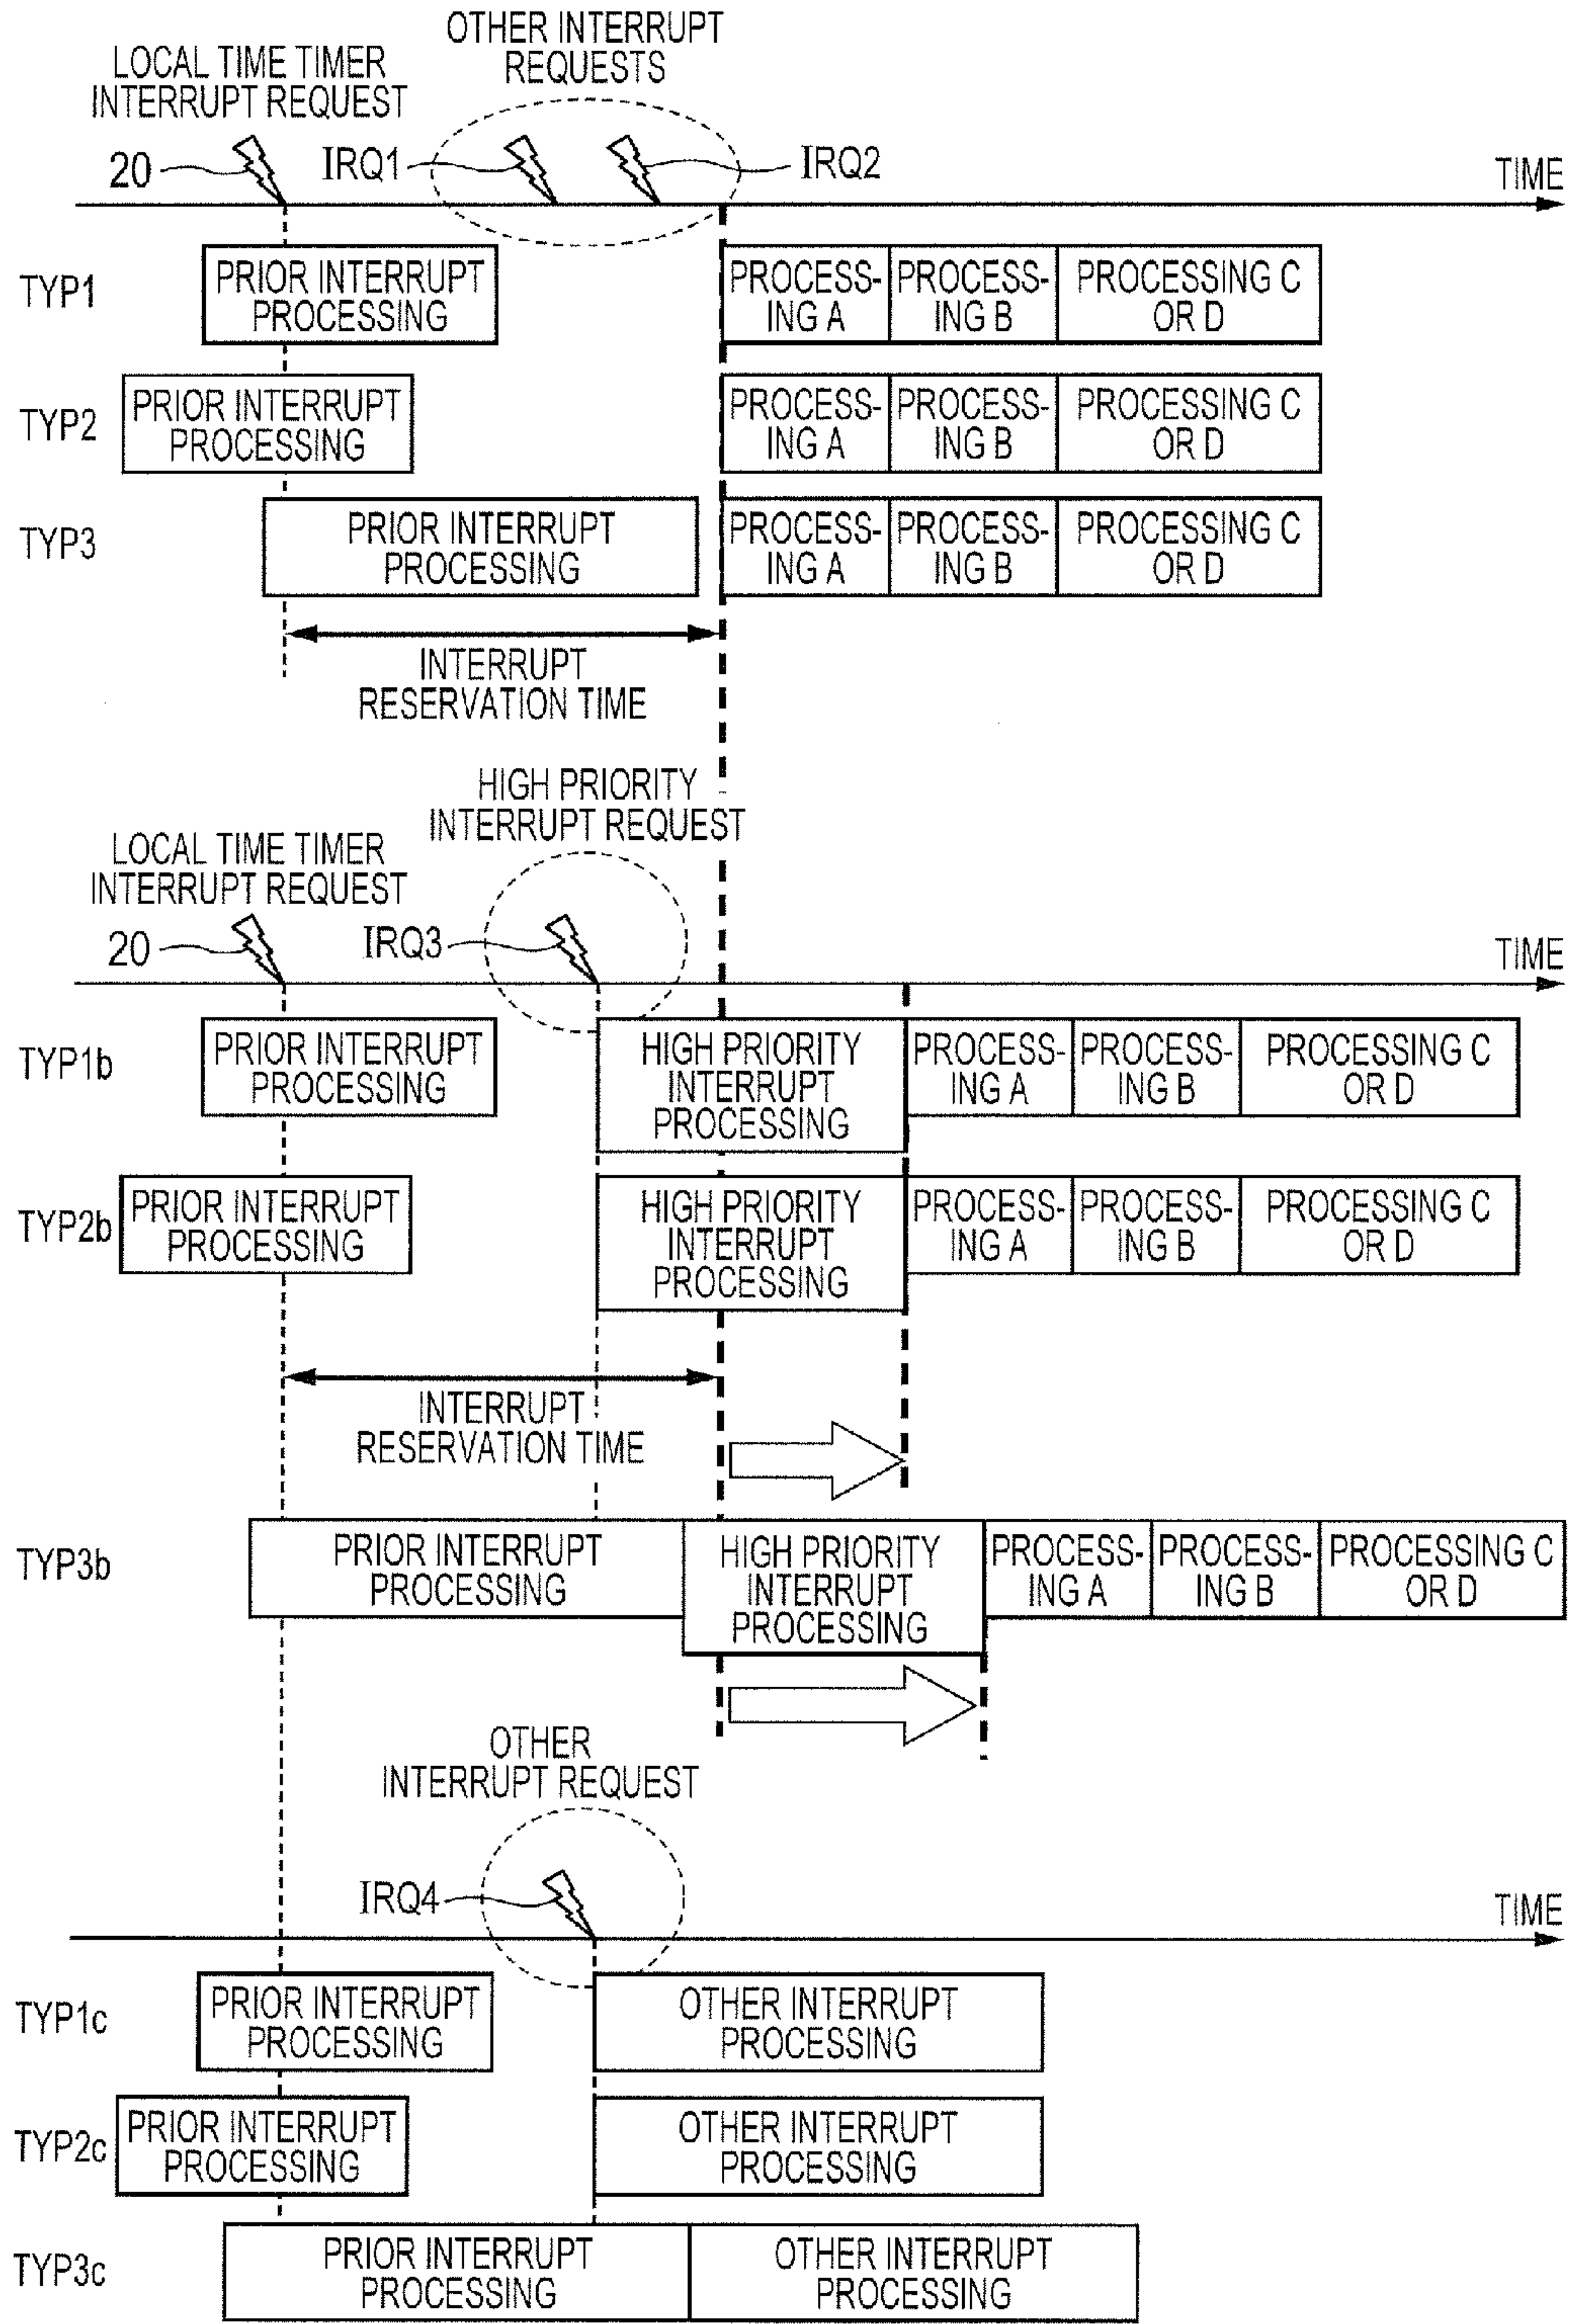 OTHER INTERRUPT
REQUESTS
LOCAL TIME TIMER
INTERRUPT REQUEST
20
IRQ1
IRQ2
TIME
TYP1
PRIOR INTERRUPT
PROCESSING
PROCESS-
ING A
PROCESS-
ING B
PROCESSING C
OR D
TYP2
PRIOR INTERRUPT
PROCESSING
PROCESS-
ING A
PROCESS-
ING B
PROCESSING C
OR D
TYP3
PRIOR INTERRUPT
PROCESSING
PROCESS-
ING A
PROCESS-
ING B
PROCESSING C
OR D
INTERRUPT
RESERVATION TIME
HIGH PRIORITY
INTERRUPT REQUEST
LOCAL TIME TIMER
INTERRUPT REQUEST
20
IRQ3
TIME
TYP1b
PRIOR INTERRUPT
PROCESSING
HIGH PRIORITY
INTERRUPT
PROCESSING
PROCESS-
ING A
PROCESS-
ING B
PROCESSING C
OR D
TYP2b
PRIOR INTERRUPT
PROCESSING
HIGH PRIORITY
INTERRUPT
PROCESSING
PROCESS-
ING A
PROCESS-
ING B
PROCESSING C
OR D
INTERRUPT
RESERVATION TIME
TYP3b
PRIOR INTERRUPT
PROCESSING
HIGH PRIORITY
INTERRUPT
PROCESSING
PROCESS-
ING A
PROCESS-
ING B
PROCESSING C
OR D
OTHER
INTERRUPT REQUEST
IRQ4
TIME
TYP1c
PRIOR INTERRUPT
PROCESSING
OTHER INTERRUPT
PROCESSING
TYP2c
PRIOR INTERRUPT
PROCESSING
OTHER INTERRUPT
PROCESSING
TYP3c
PRIOR INTERRUPT
PROCESSING
OTHER INTERRUPT
PROCESSING